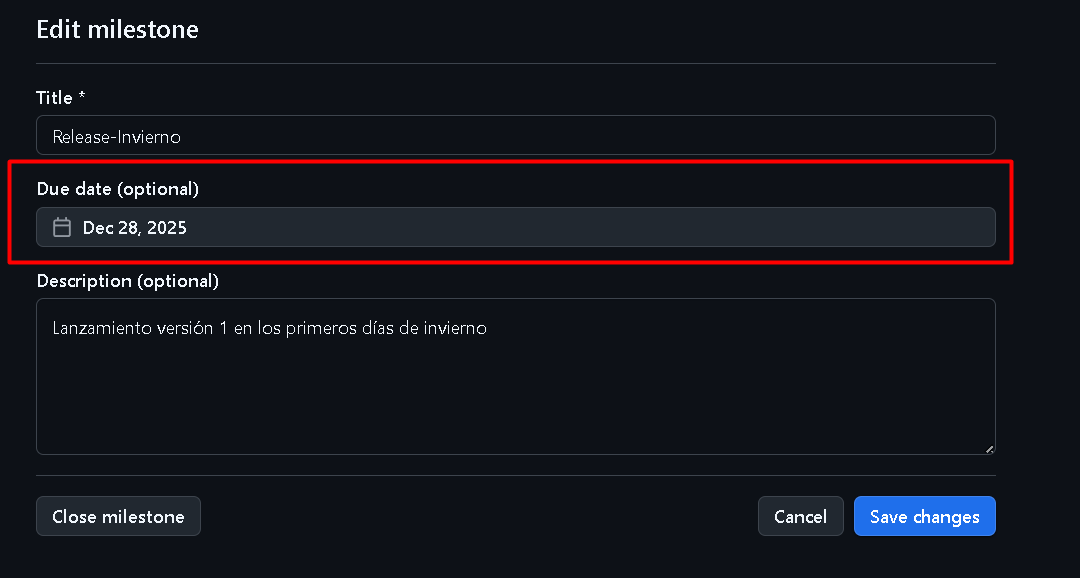 Edit milestone
Title *
Release-Invierno
Due date (optional)
Dec 28, 2025
Description (optional)
Lanzamiento versión 1 en los primeros días de invierno
Close milestone
Cancel
Save changes